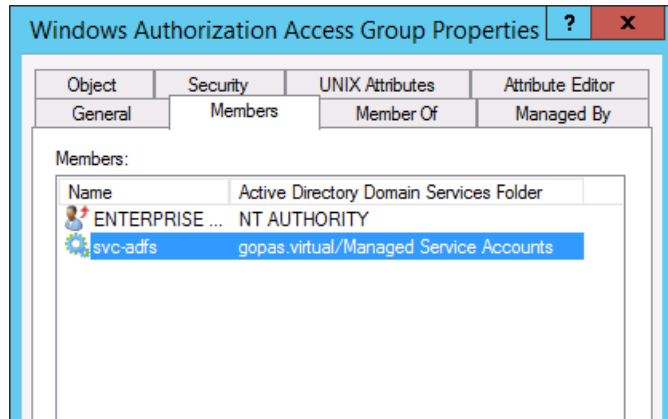 Windows Authorization Access Group Properties ? x
Object Security UNIX Attributes Attribute Editor
General Members Member Of Managed By
Members:
Name Active Directory Domain Services Folder
ENTERPRISE ... NT AUTHORITY
svc-adfs gopas.virtual/Managed Service Accounts